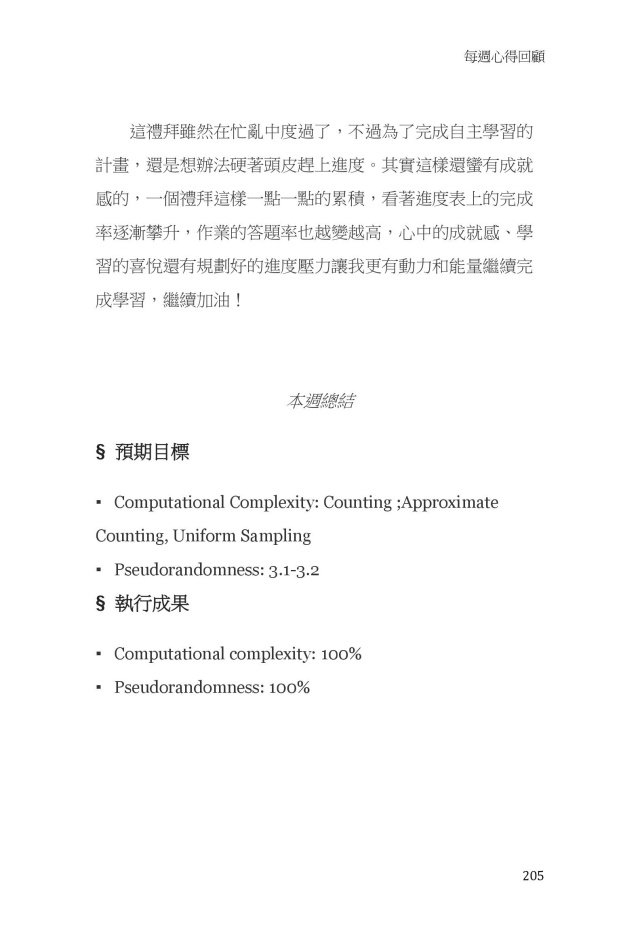 每週心得回顧
這禮拜雖然在忙亂中度過了，不過為了完成自主學習的
計畫，還是想辦法硬著頭皮趕上進度。其實這樣還蠻有成就
感的，一個禮拜這樣一點一點的累積，看著進度表上的完成
率逐漸攀升，作業的答題率也越變越高，心中的成就感、學
習的喜悅還有規劃好的進度壓力讓我更有動力和能量繼續完
成學習，繼續加油！
本週總結
§ 預期目標
▪ Computational Complexity: Counting ;Approximate
Counting, Uniform Sampling
▪ Pseudorandomness: 3.1-3.2
§ 執行成果
▪ Computational complexity: 100%
▪ Pseudorandomness: 100%
205